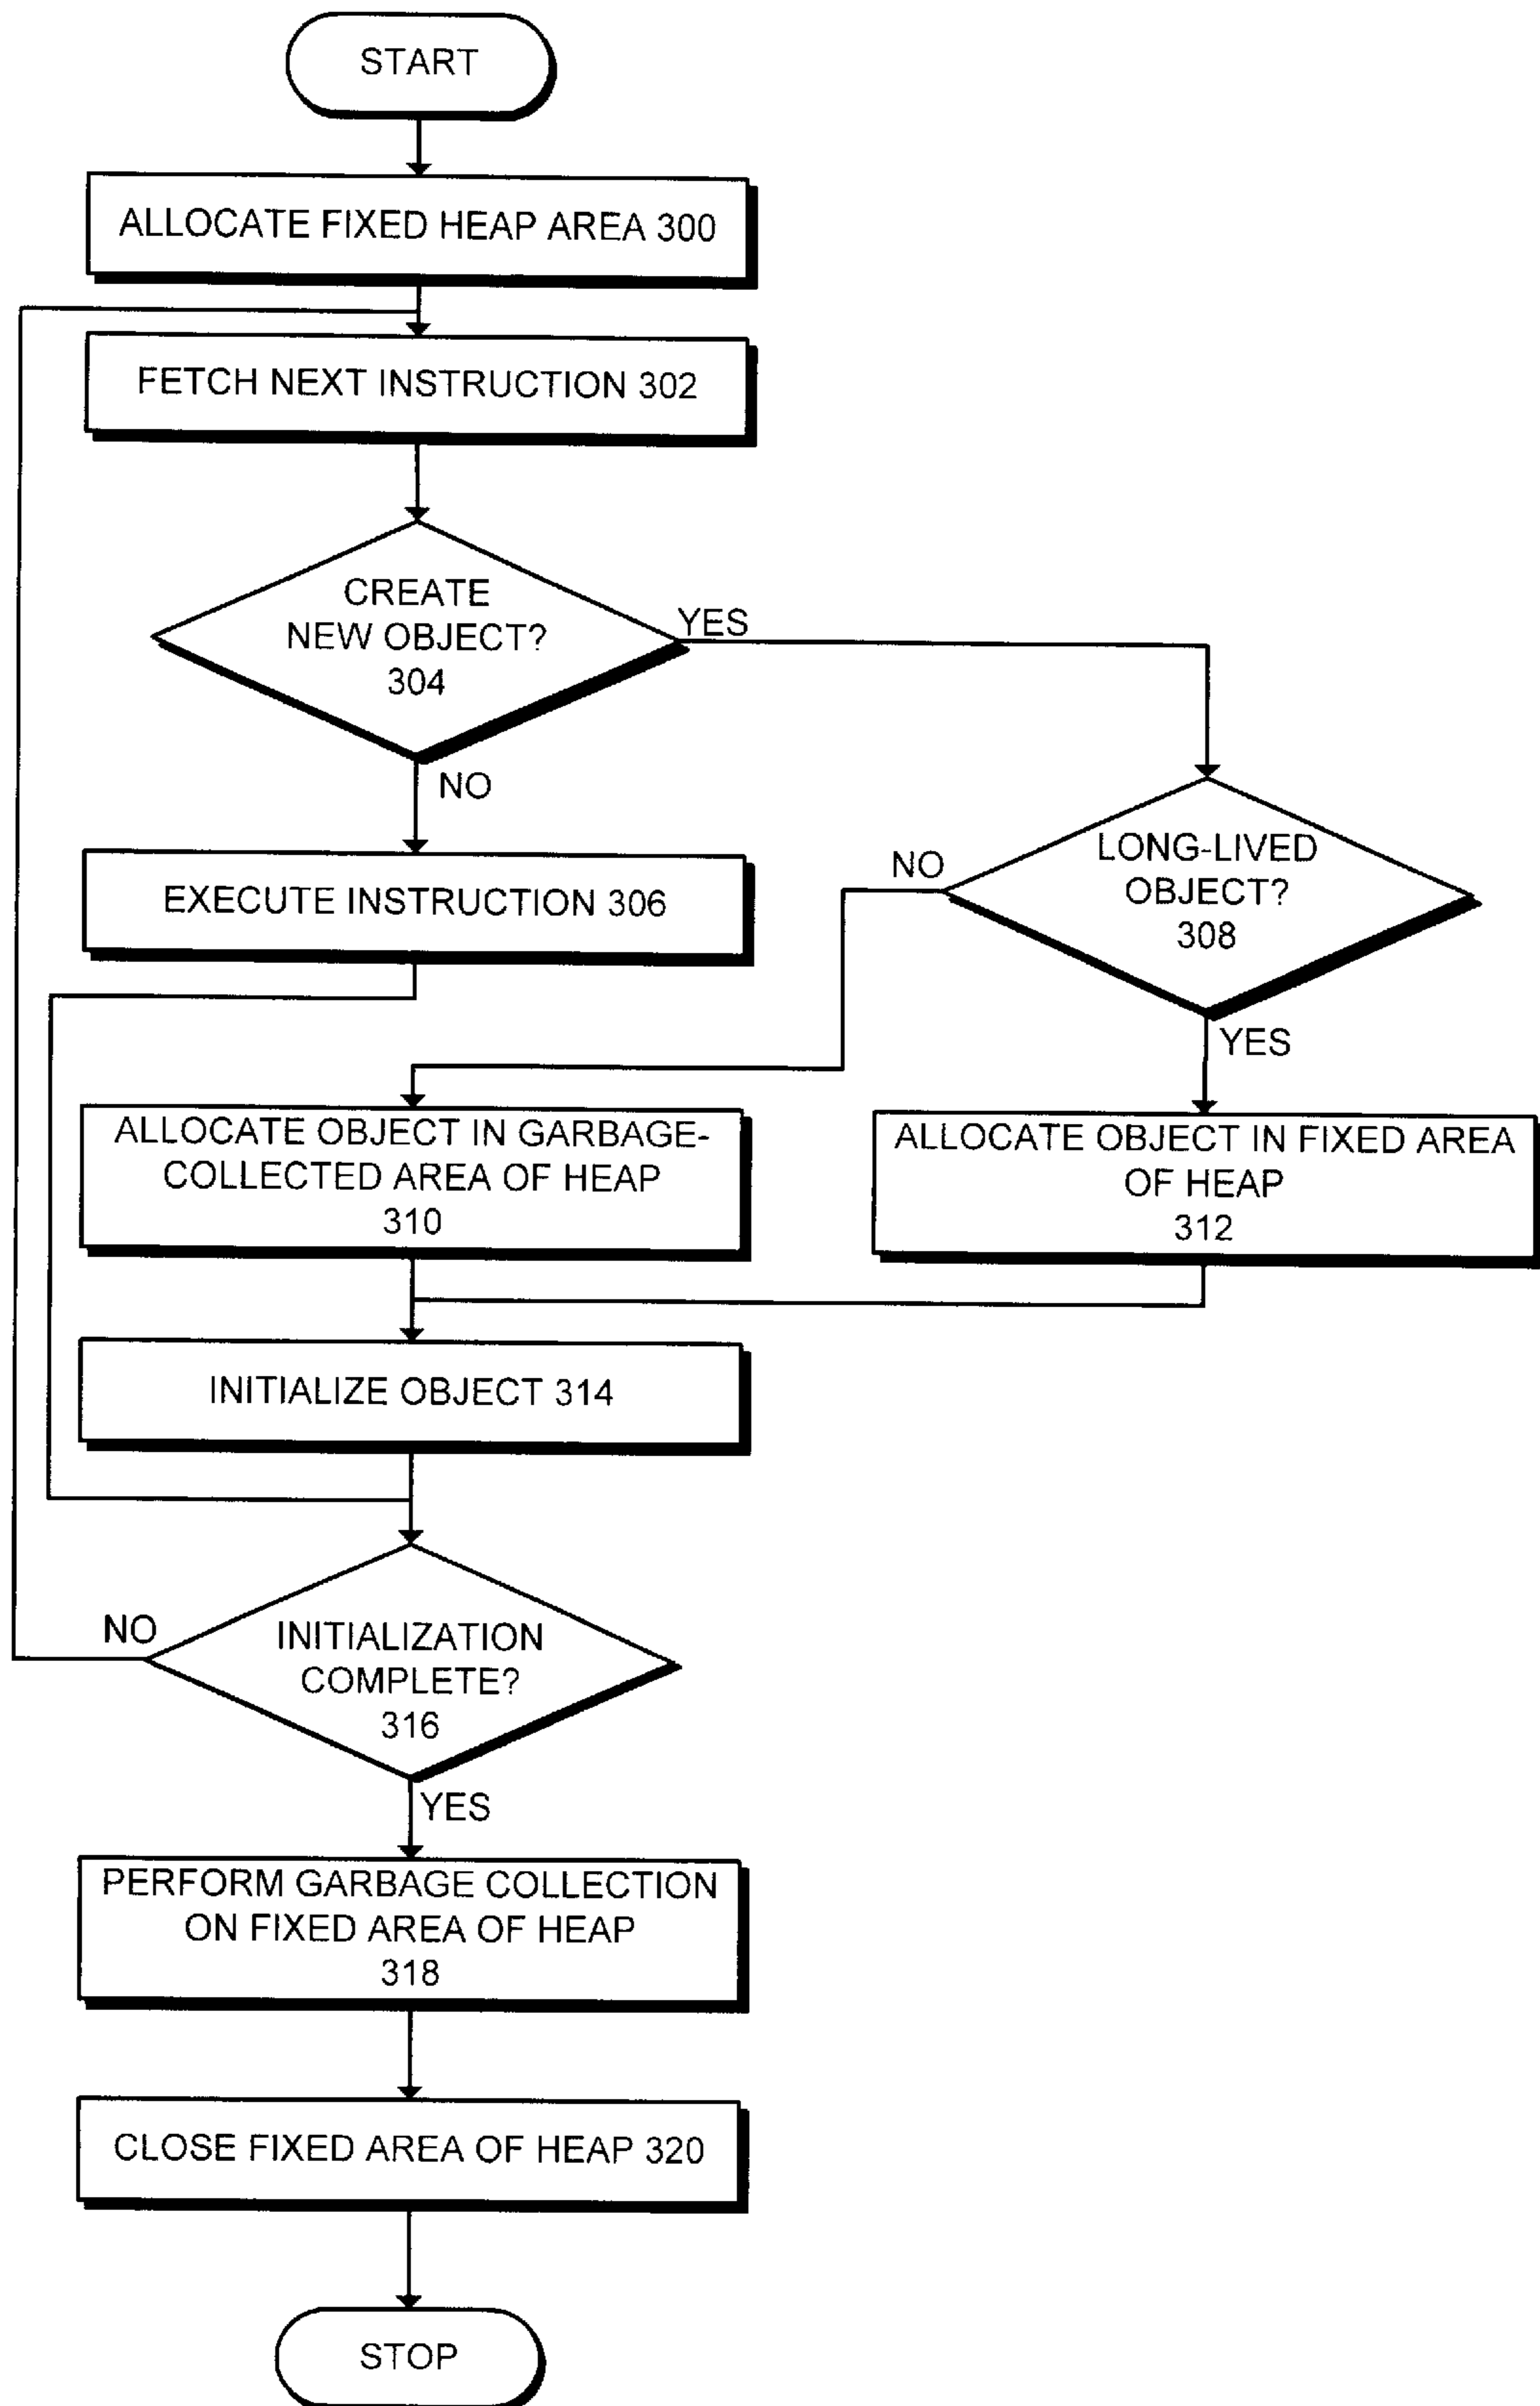 START
ALLOCATE FIXED HEAP AREA 300
FETCH NEXT INSTRUCTION 302
CREATE
NEW OBJECT?
304
YES
NO
LONG-LIVED
OBJECT?
308
NO
YES
EXECUTE INSTRUCTION 306
ALLOCATE OBJECT IN GARBAGE-
COLLECTED AREA OF HEAP
310
ALLOCATE OBJECT IN FIXED AREA
OF HEAP
312
INITIALIZE OBJECT 314
INITIALIZATION
COMPLETE?
316
NO
YES
PERFORM GARBAGE COLLECTION
ON FIXED AREA OF HEAP
318
CLOSE FIXED AREA OF HEAP 320
STOP